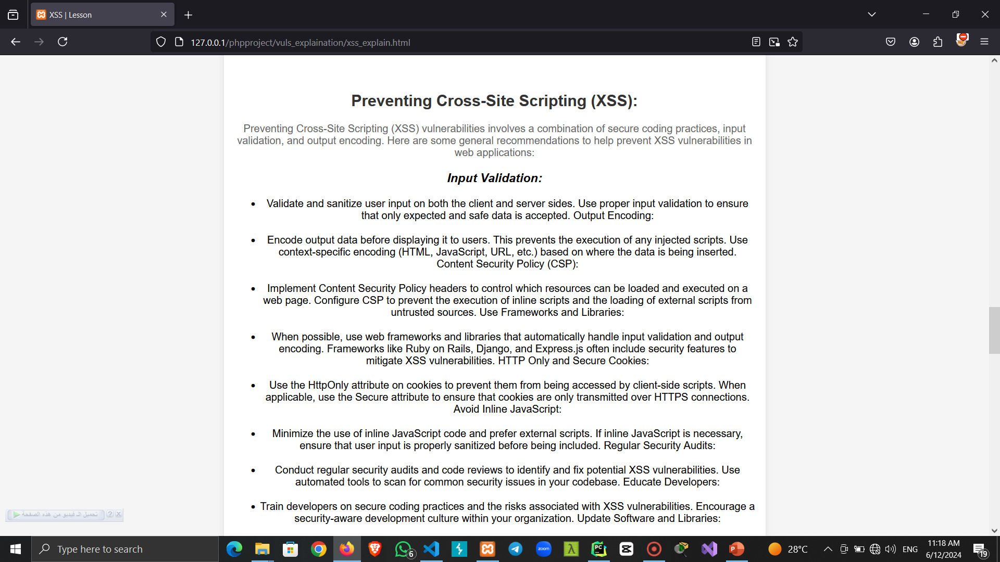 XSS | Lesson
127.0.0.1/phpproject/vuls_explaination/xss_explain.html
Preventing Cross-Site Scripting (XSS):
Preventing Cross-Site Scripting (XSS) vulnerabilities involves a combination of secure coding practices, input
validation, and output encoding. Here are some general recommendations to help prevent XSS vulnerabilities in
web applications:
Input Validation:
• Validate and sanitize user input on both the client and server sides. Use proper input validation to ensure
that only expected and safe data is accepted. Output Encoding:
• Encode output data before displaying it to users. This prevents the execution of any injected scripts. Use
context-specific encoding (HTML, JavaScript, URL, etc.) based on where the data is being inserted.
Content Security Policy (CSP):
• Implement Content Security Policy headers to control which resources can be loaded and executed on a
web page. Configure CSP to prevent the execution of inline scripts and the loading of external scripts from
untrusted sources. Use Frameworks and Libraries:
• When possible, use web frameworks and libraries that automatically handle input validation and output
encoding. Frameworks like Ruby on Rails, Django, and Express.js often include security features to
mitigate XSS vulnerabilities. HTTP Only and Secure Cookies:
• Use the HttpOnly attribute on cookies to prevent them from being accessed by client-side scripts. When
applicable, use the Secure attribute to ensure that cookies are only transmitted over HTTPS connections.
Avoid Inline JavaScript:
• Minimize the use of inline JavaScript code and prefer external scripts. If inline JavaScript is necessary,
ensure that user input is properly sanitized before being included. Regular Security Audits:
• Conduct regular security audits and code reviews to identify and fix potential XSS vulnerabilities. Use
automated tools to scan for common security issues in your codebase. Educate Developers:
• Train developers on secure coding practices and the risks associated with XSS vulnerabilities. Encourage a
security-aware development culture within your organization. Update Software and Libraries:
تحميل الـ فيديو من هذه الصفحة ? X
Type here to search
6
zoom
PC
P
28°C
ENG
11:18 AM
6/12/2024
19